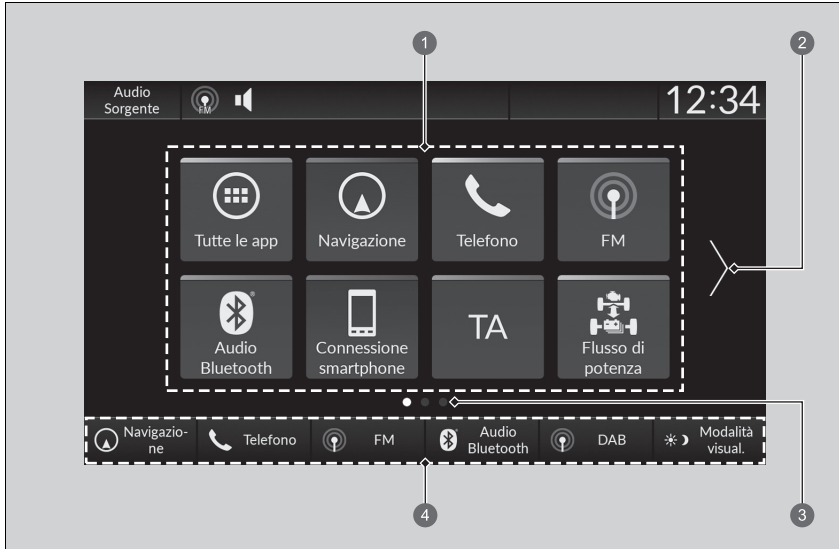 1
2
Audio
Sorgente
FM
12:34
Tutte le app
Navigazione
Telefono
FM
Audio
Bluetooth®
Connessione
smartphone
TA
Flusso di
potenza
Navigazio-
ne
Telefono
FM
Audio
Bluetooth
DAB
Modalità
visual.
4
3